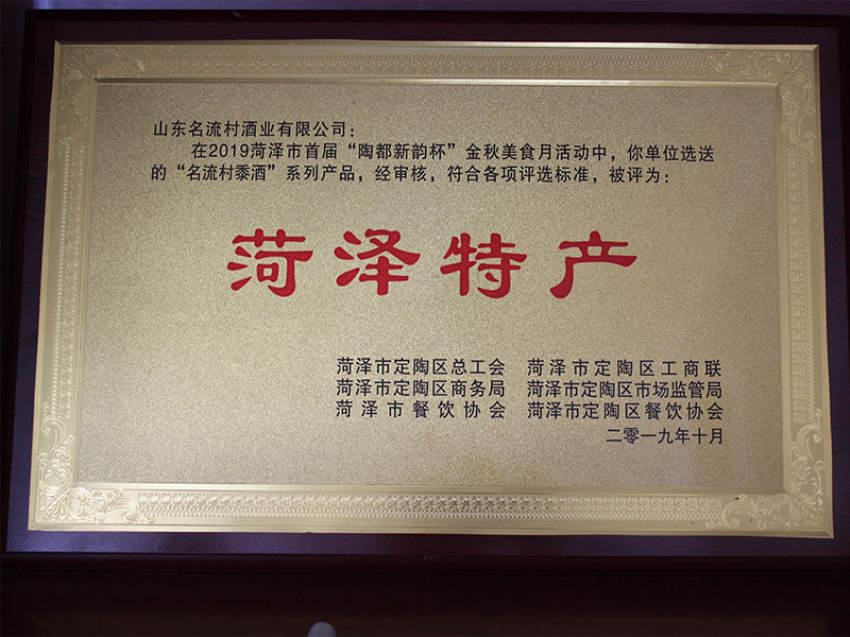 山东名流村酒业有限公司：
在2019菏泽市首届“陶都新韵杯”金秋美食月活动中，你单位选送
的“名流村黍酒”系列产品，经审核，符合各项评选标准，被评为：
菏泽特产
菏泽市定陶区总工会 菏泽市定陶区工商联
菏泽市定陶区商务局 菏泽市定陶区市场监管局
菏泽市餐饮协会 菏泽市定陶区餐饮协会
二零一九年十月